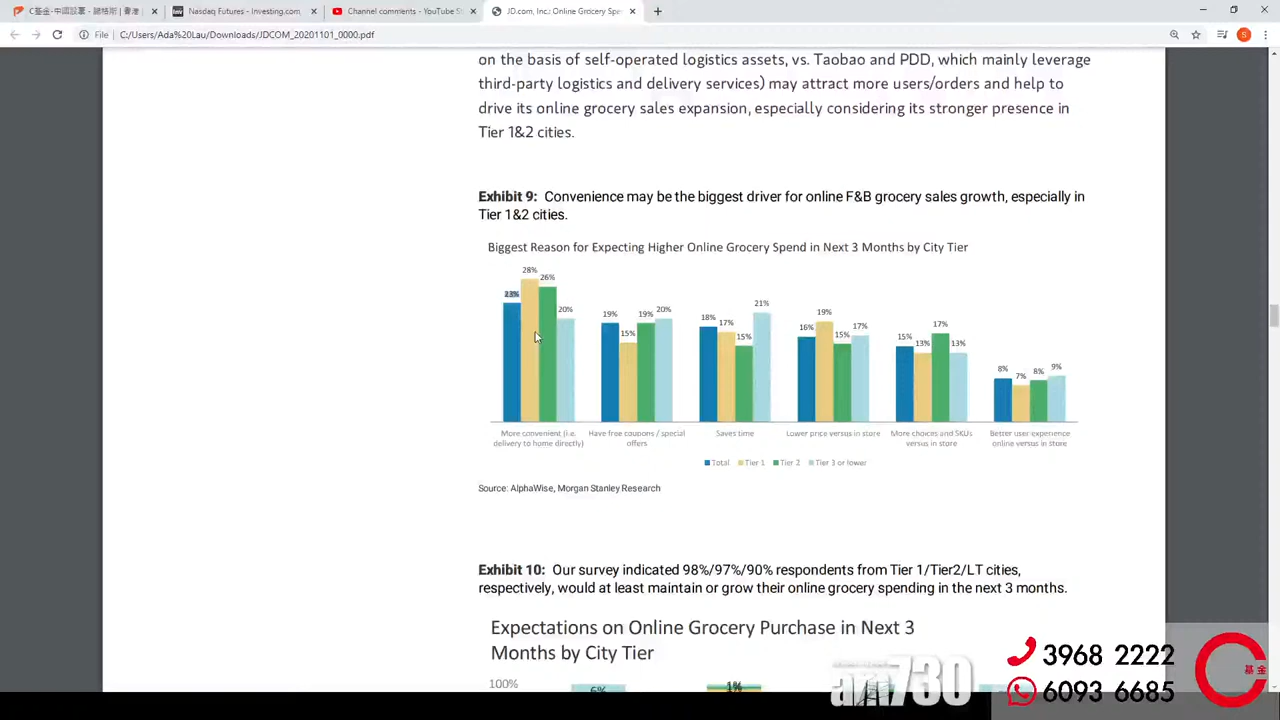 C基金-中國設專 - 歸格斯 | 香港
Nasdaq Futures - Investing.com
Channel comments - YouTube St
JD.com, Inc.: Online Grocery Spe
File
C:/Users/Ada%20Lau/Downloads/JDCOM_20201101_0000.pdf
S
on the basis of self-operated logistics assets, vs. Taobao and PDD, which mainly leverage
third-party logistics and delivery services) may attract more users/orders and help to
drive its online grocery sales expansion, especially considering its stronger presence in
Tier 1&2 cities.
Exhibit 9: Convenience may be the biggest driver for online F&B grocery sales growth, especially in
Tier 1&2 cities.
Biggest Reason for Expecting Higher Online Grocery Spend in Next 3 Months by City Tier
23% 28% 26% 20%
19% 15% 19% 20%
18% 17% 15% 21%
16% 19% 15% 17%
15% 13% 17% 13%
8% 7% 8% 9%
More convenient (i.e.
delivery to home directly)
Have free coupons / special
offers
Saves time
Lower price versus in store
More choices and SKUs
versus in store
Better user experience
online versus in store
Total Tier 1 Tier 2 Tier 3 or lower
Source: AlphaWise, Morgan Stanley Research
Exhibit 10: Our survey indicated 98%/97%/90% respondents from Tier 1/Tier2/LT cities,
respectively, would at least maintain or grow their online grocery spending in the next 3 months.
Expectations on Online Grocery Purchase in Next 3
Months by City Tier
100%
6%
1%
am730
3968 2222
6093 6685
基金